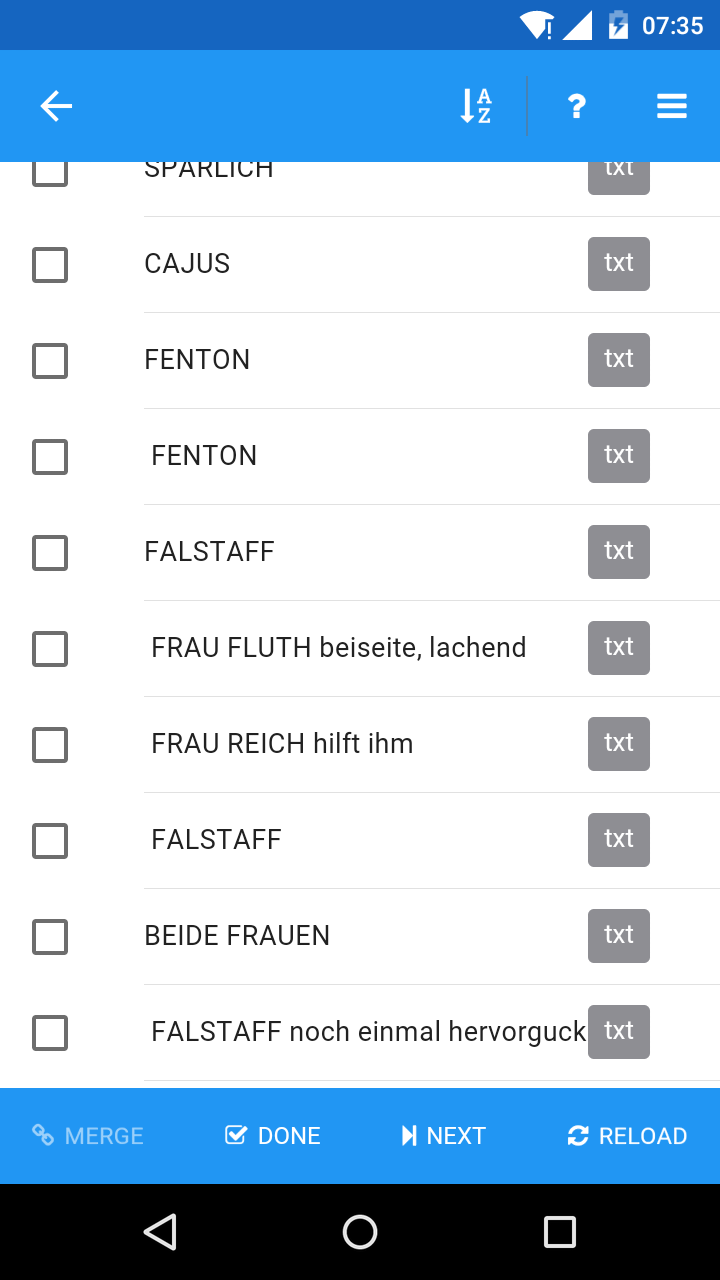 07:35
A
Z
?
SPÄRLICH
txt
CAJUS
txt
FENTON
txt
FENTON
txt
FALSTAFF
txt
FRAU FLUTH beiseite, lachend
txt
FRAU REICH hilft ihm
txt
FALSTAFF
txt
BEIDE FRAUEN
txt
FALSTAFF noch einmal hervorguck
txt
MERGE
DONE
NEXT
RELOAD